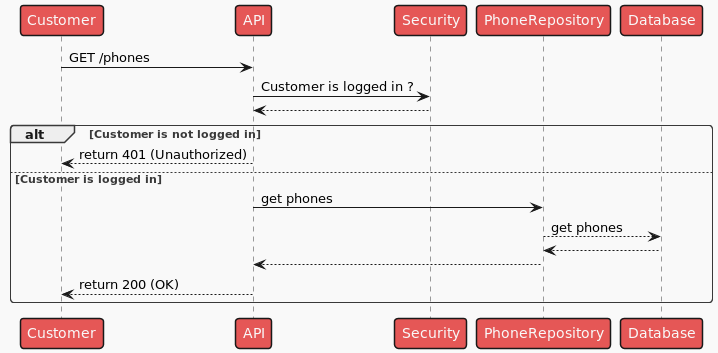 Customer API Security PhoneRepository Database
GET /phones
Customer is logged in ?
alt [Customer is not logged in]
return 401 (Unauthorized)
[Customer is logged in]
get phones
get phones
return 200 (OK)
Customer API Security PhoneRepository Database